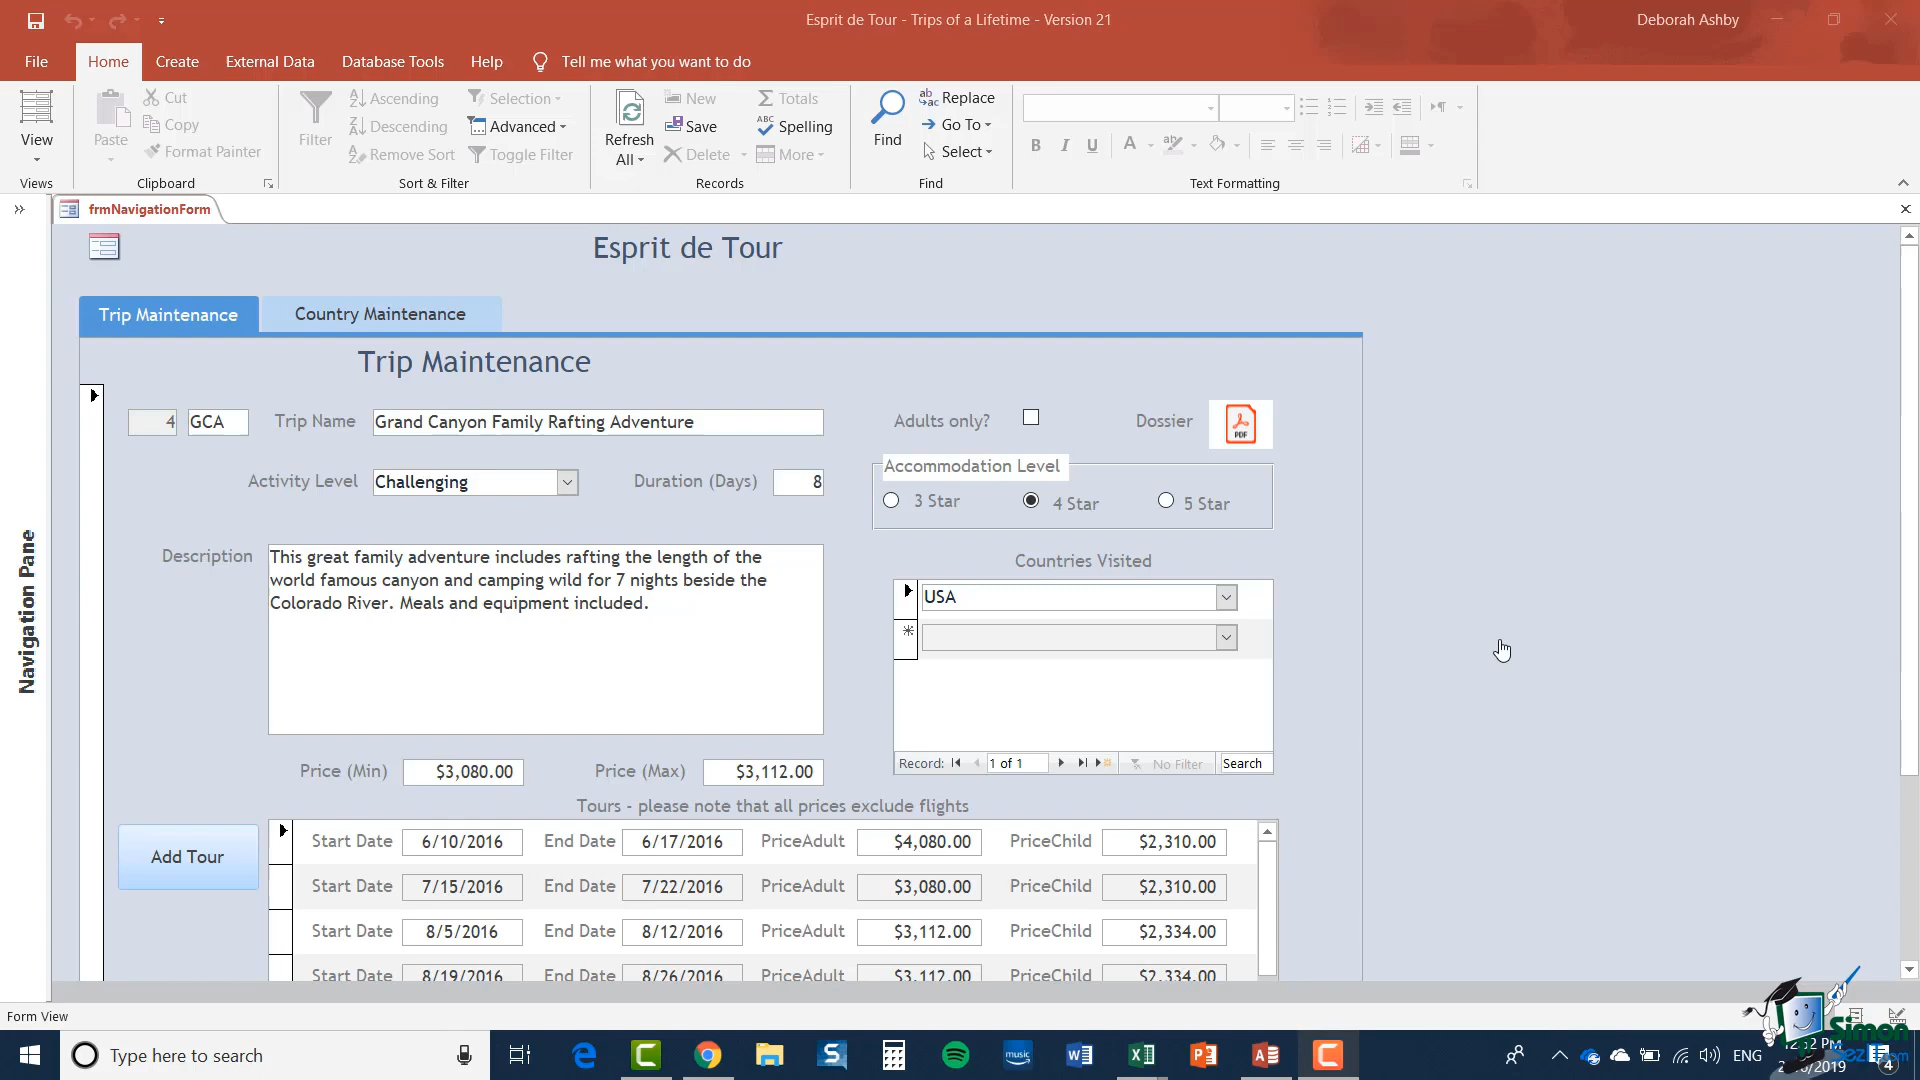 Esprit de Tour - Trips of a Lifetime - Version 21
Deborah Ashby
File
Home
Create
External Data
Database Tools
Help
Tell me what you want to do
View
Paste
Cut
Copy
Format Painter
Filter
Ascending
Descending
Remove Sort
Selection
Advanced
Toggle Filter
Refresh
All
New
Save
Delete
Totals
Spelling
More
Find
Replace
Go To
Select
B I U A
Views
Clipboard
Sort & Filter
Records
Find
Text Formatting
frmNavigationForm
Esprit de Tour
Trip Maintenance
Country Maintenance
Trip Maintenance
4 GCA Trip Name Grand Canyon Family Rafting Adventure
Adults only?
Dossier
PDF
Activity Level Challenging
Duration (Days) 8
Accommodation Level
3 Star
4 Star
5 Star
Description
This great family adventure includes rafting the length of the
world famous canyon and camping wild for 7 nights beside the
Colorado River. Meals and equipment included.
Countries Visited
USA
Record: 1 of 1 No Filter Search
Price (Min) $3,080.00 Price (Max) $3,112.00
Tours - please note that all prices exclude flights
Add Tour
Start Date 6/10/2016 End Date 6/17/2016 PriceAdult $4,080.00 PriceChild $2,310.00
Start Date 7/15/2016 End Date 7/22/2016 PriceAdult $3,080.00 PriceChild $2,310.00
Start Date 8/5/2016 End Date 8/12/2016 PriceAdult $3,112.00 PriceChild $2,334.00
Start Date 8/19/2016 End Date 8/26/2016 PriceAdult $3,112.00 PriceChild $2,334.00
Navigation Pane
Form View
Type here to search
music
ENG
Simon
Sez
4